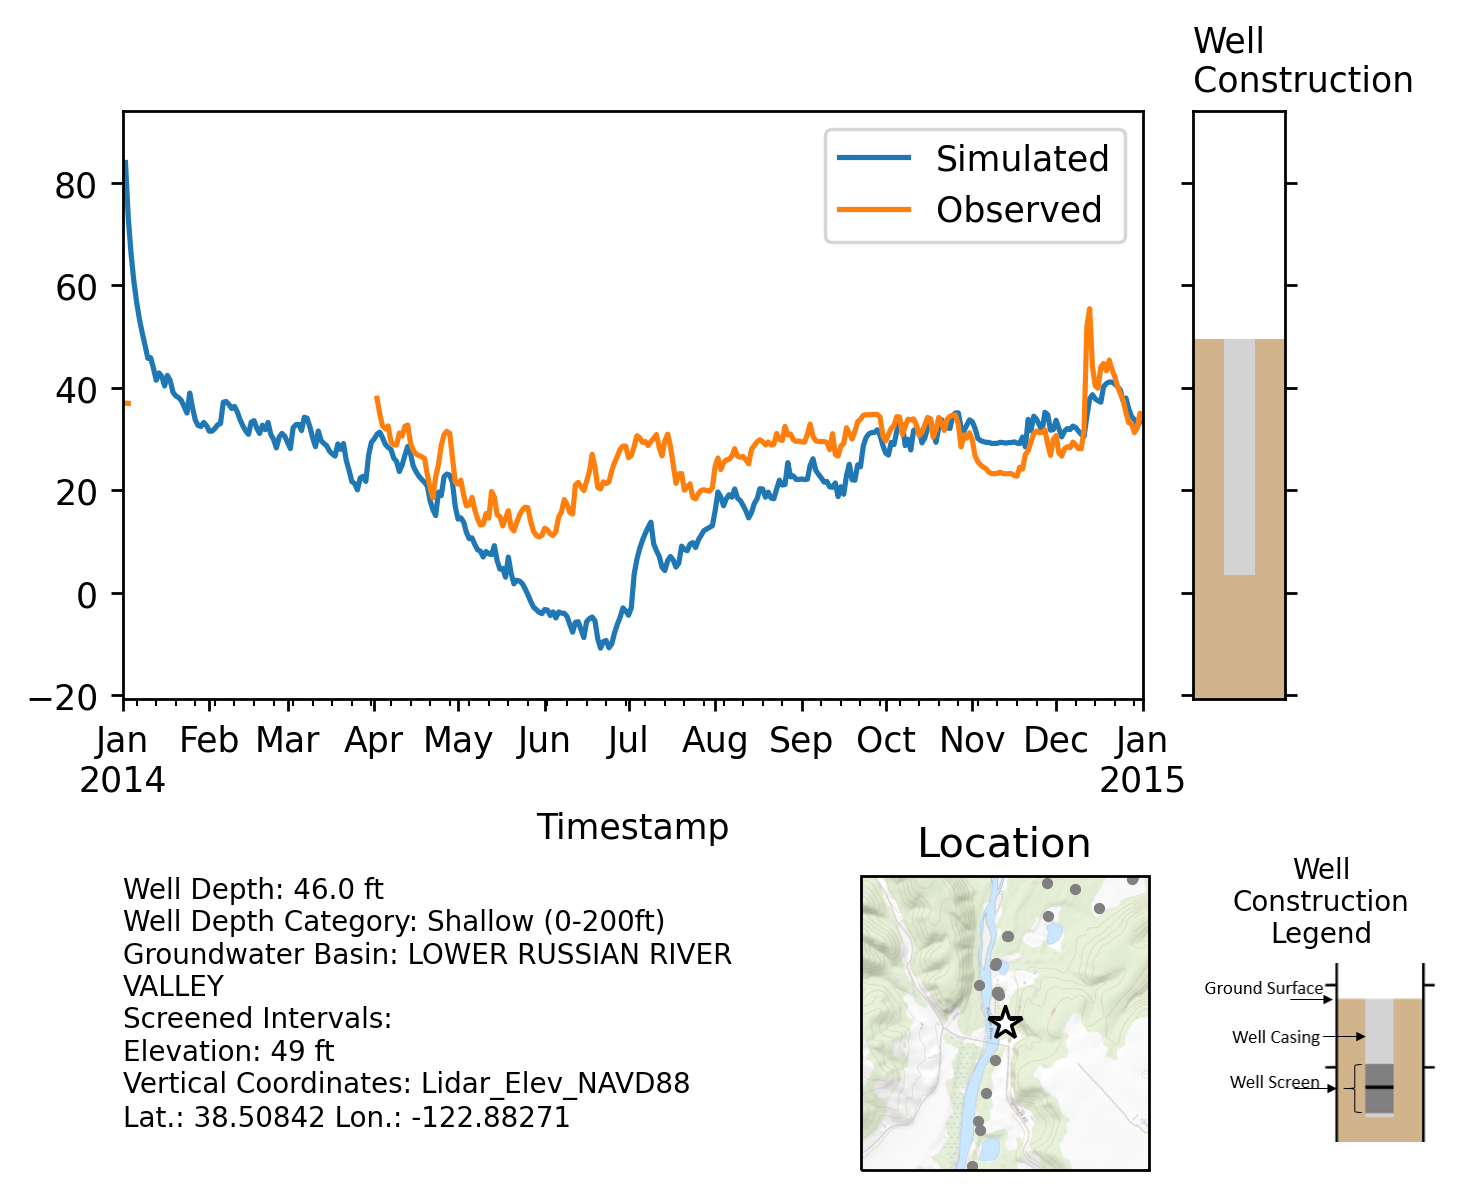 Well
Construction
80
60
40
20
0
−20
Simulated
Observed
Jan Feb Mar Apr May Jun Jul Aug Sep Oct Nov Dec Jan
2014 2015
Timestamp
Well Depth: 46.0 ft
Well Depth Category: Shallow (0-200ft)
Groundwater Basin: LOWER RUSSIAN RIVER
VALLEY
Screened Intervals:
Elevation: 49 ft
Vertical Coordinates: Lidar_Elev_NAVD88
Lat.: 38.50842 Lon.: -122.88271
Location
Well
Construction
Legend
Ground Surface
Well Casing
Well Screen